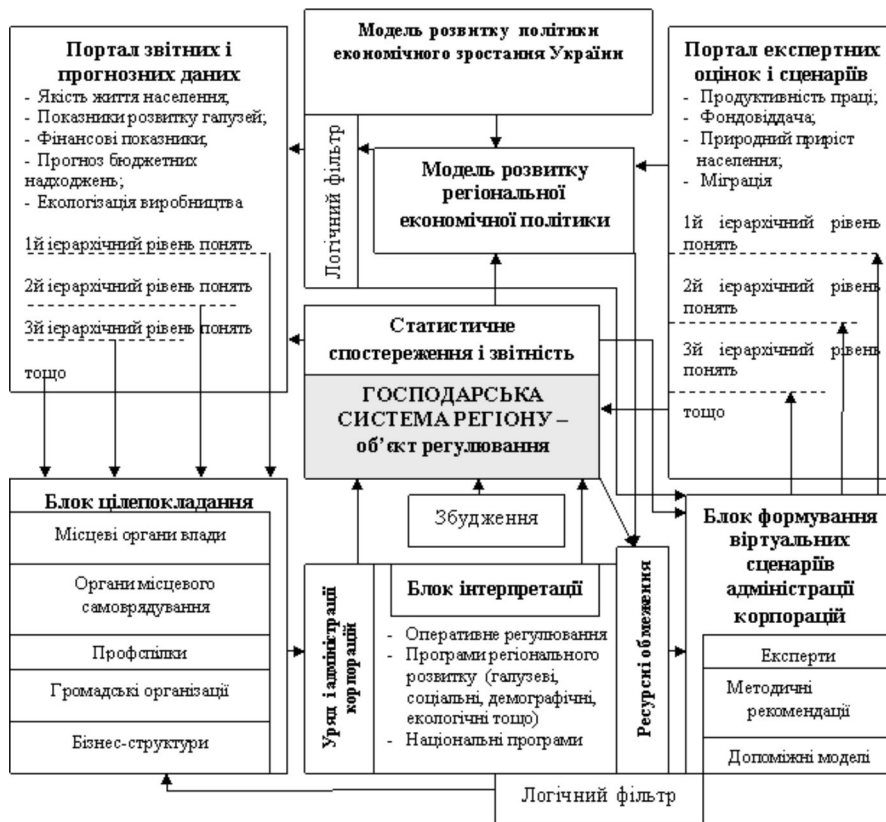 Модель розвитку політики
економічного зростання України
Портал звітних і
прогнозних даних
- Якість життя населення;
- Показники розвитку галузей;
- Фінансові показники;
- Прогноз бюджетних
надходжень;
- Екологізація виробництва
1й ієрархічний рівень понять
2й ієрархічний рівень понять
3й ієрархічний рівень понять
тощо
Логічний фільтр
Модель розвитку
регіональної
економічної політики
Портал експертних
оцінок і сценаріїв
- Продуктивність праці;
- Фондовіддача;
- Природний приріст
населення;
- Міграція
1й ієрархічний рівень
понять
2й ієрархічний рівень
понять
3й ієрархічний рівень
понять
тощо
Статистичне
спостереження і звітність
ГОСПОДАРСЬКА
СИСТЕМА РЕГІОНУ –
об’єкт регулювання
Збудження
Блок цілепокладання
Місцеві органи влади
Органи місцевого
самоврядування
Профспілки
Громадські організації
Бізнес-структури
Уряд і адміністрації
корпорацій
Блок інтерпретації
- Оперативне регулювання
- Програми регіонального
розвитку (галузеві,
соціальні, демографічні,
екологічні тощо)
- Національні програми
Ресурсні обмеження
Блок формування
віртуальних
сценаріїв
адміністрації
корпорацій
Експерти
Методичні
рекомендації
Допоміжні моделі
Логічний фільтр